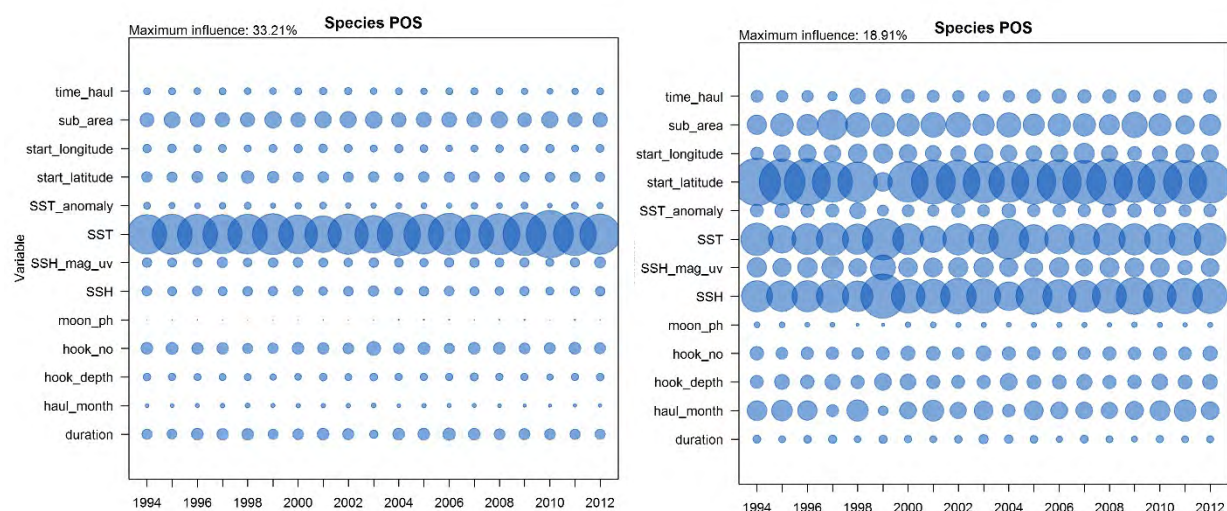 Species POS
Maximum influence: 33.21%
Variable
time_haul
sub_area
start_longitude
start_latitude
SST_anomaly
SST
SSH_mag_uv
SSH
moon_ph
hook_no
hook_depth
haul_month
duration
1994 1996 1998 2000 2002 2004 2006 2008 2010 2012
Species POS
Maximum influence: 18.91%
time_haul
sub_area
start_longitude
start_latitude
SST_anomaly
SST
SSH_mag_uv
SSH
moon_ph
hook_no
hook_depth
haul_month
duration
1994 1996 1998 2000 2002 2004 2006 2008 2010 2012